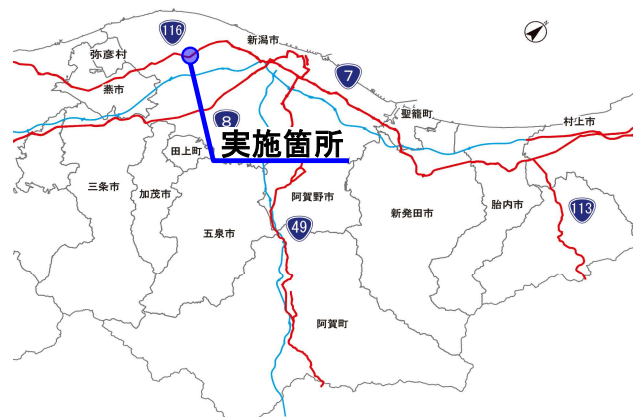 116
新潟市
弥彦村
7
燕市
聖籠町
8
村上市
田上町
実施箇所
三条市
加茂市
阿賀野市
胎内市
新発田市
113
五泉市
49
阿賀町